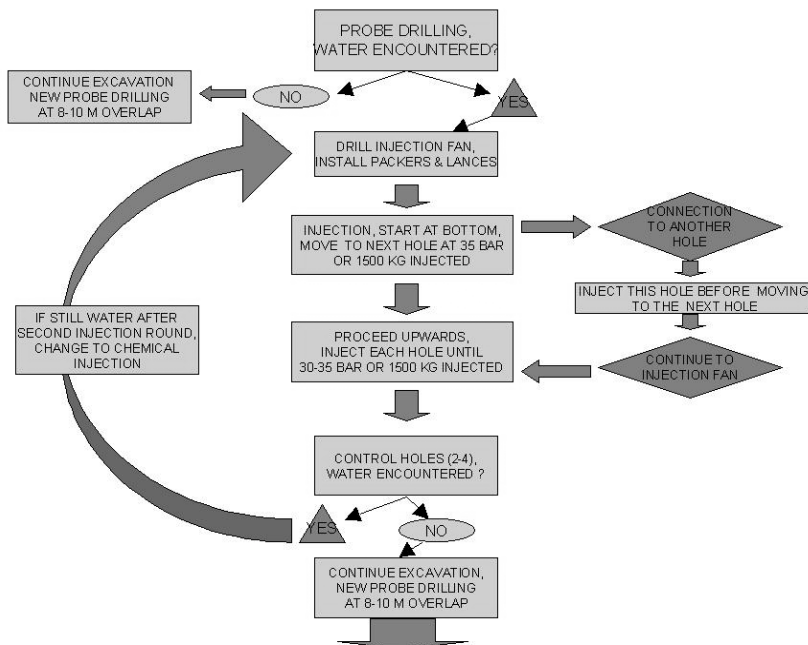 PROBE DRILLING,
WATER ENCOUNTERED?
CONTINUE EXCAVATION
NEW PROBE DRILLING
AT 8-10 M OVERLAP
NO
YES
DRILL INJECTION FAN,
INSTALL PACKERS & LANCES
INJECTION, START AT BOTTOM,
MOVE TO NEXT HOLE AT 35 BAR
OR 1500 KG INJECTED
CONNECTION
TO ANOTHER
HOLE
INJECT THIS HOLE BEFORE MOVING
TO THE NEXT HOLE
IF STILL WATER AFTER
SECOND INJECTION ROUND,
CHANGE TO CHEMICAL
INJECTION
PROCEED UPWARDS,
INJECT EACH HOLE UNTIL
30-35 BAR OR 1500 KG INJECTED
CONTINUE TO
INJECTION FAN
CONTROL HOLES (2-4),
WATER ENCOUNTERED ?
YES
NO
CONTINUE EXCAVATION,
NEW PROBE DRILLING
AT 8-10 M OVERLAP